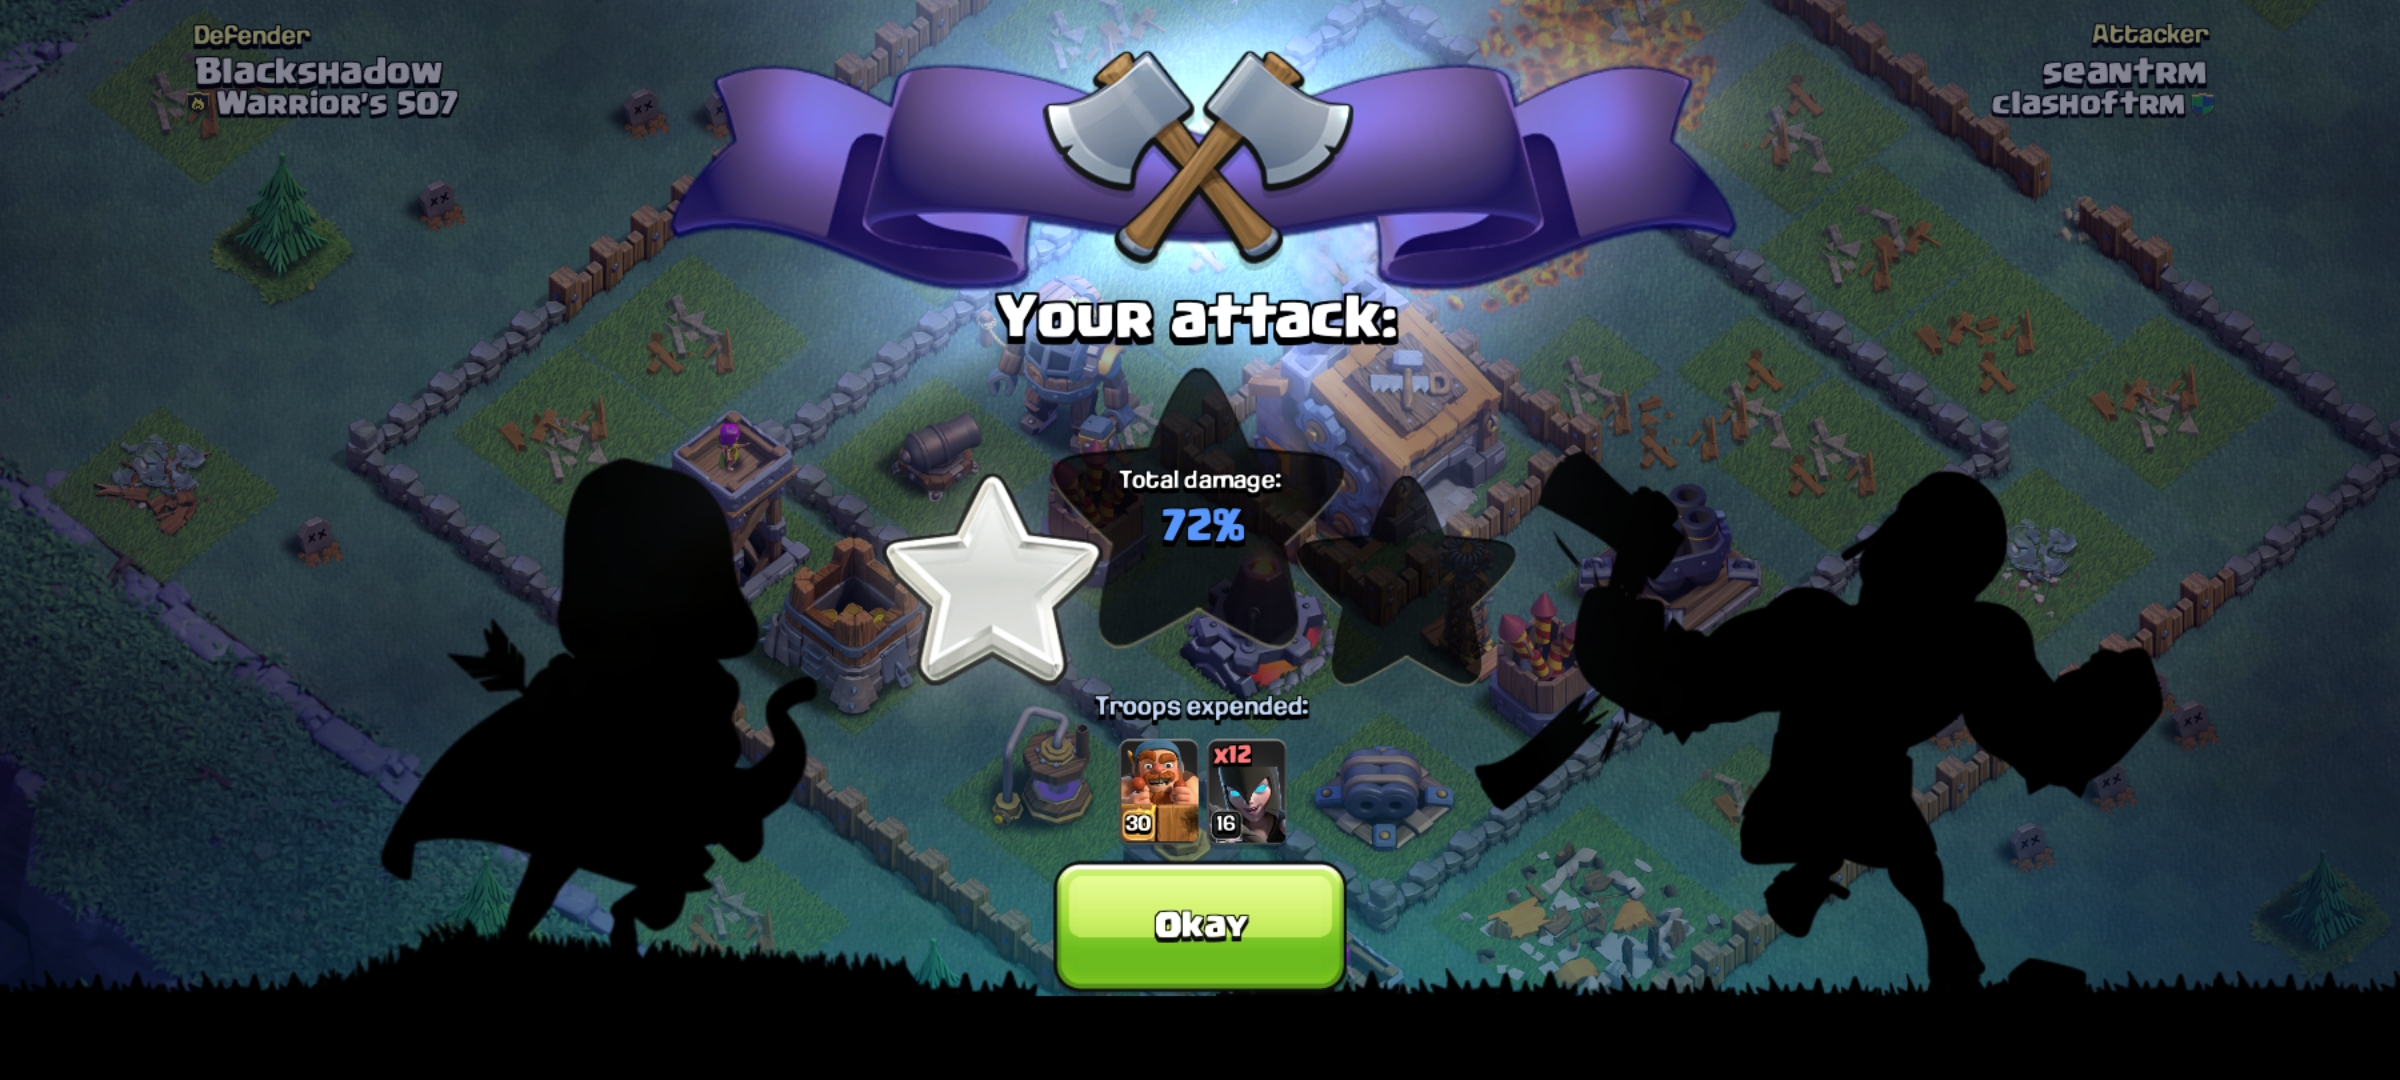 Defender
Blackshadow
Warrior's 507
Attacker
seantrm
clashoftrm
Your attack:
Total damage:
72%
Troops expended:
x12
30
16
Okay